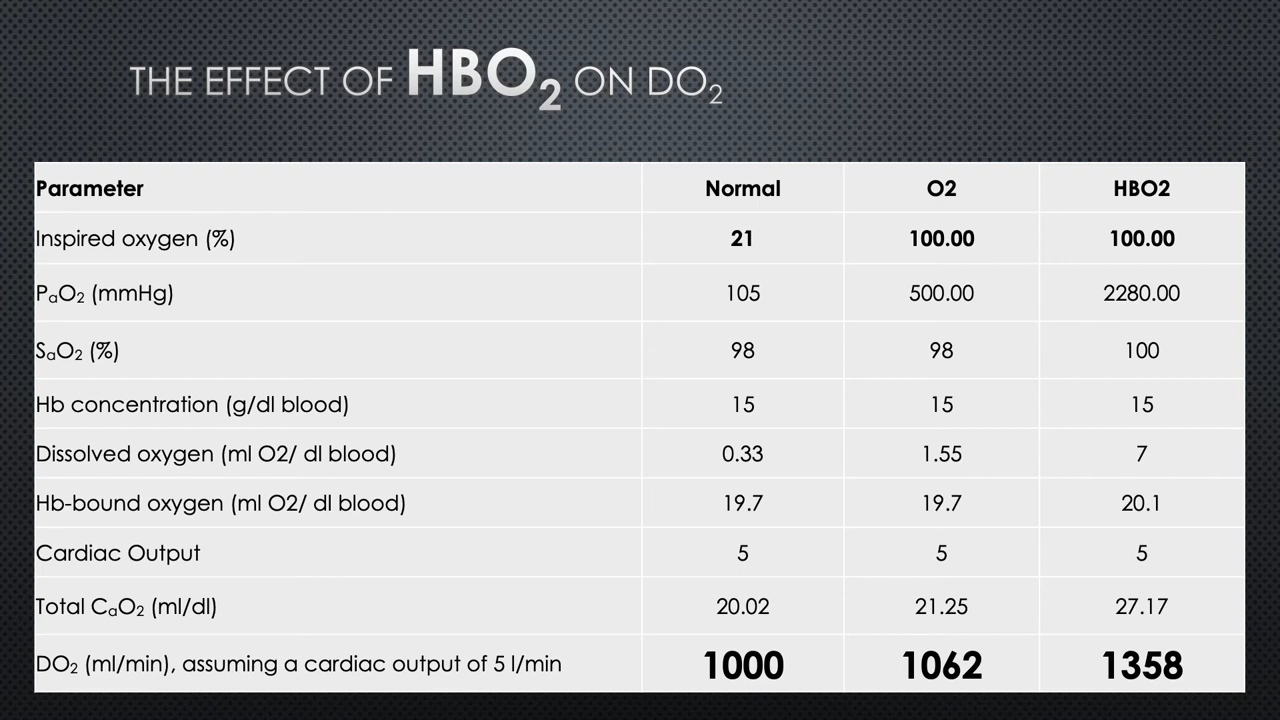 THE EFFECT OF HBO₂ ON DO₂
Parameter Normal O2 HBO2
Inspired oxygen (%) 21 100.00 100.00
PₐO₂ (mmHg) 105 500.00 2280.00
SₐO₂ (%) 98 98 100
Hb concentration (g/dl blood) 15 15 15
Dissolved oxygen (ml O2/ dl blood) 0.33 1.55 7
Hb-bound oxygen (ml O2/ dl blood) 19.7 19.7 20.1
Cardiac Output 5 5 5
Total CₐO₂ (ml/dl) 20.02 21.25 27.17
DO₂ (ml/min), assuming a cardiac output of 5 l/min 1000 1062 1358